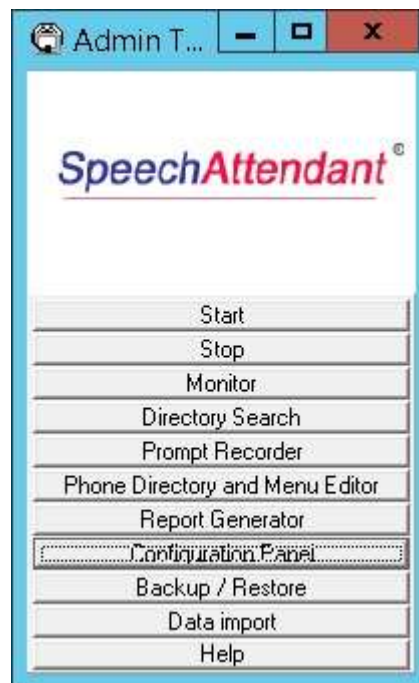 Admin T...
SpeechAttendant®
Start
Stop
Monitor
Directory Search
Prompt Recorder
Phone Directory and Menu Editor
Report Generator
Configuration Panel
Backup / Restore
Data import
Help